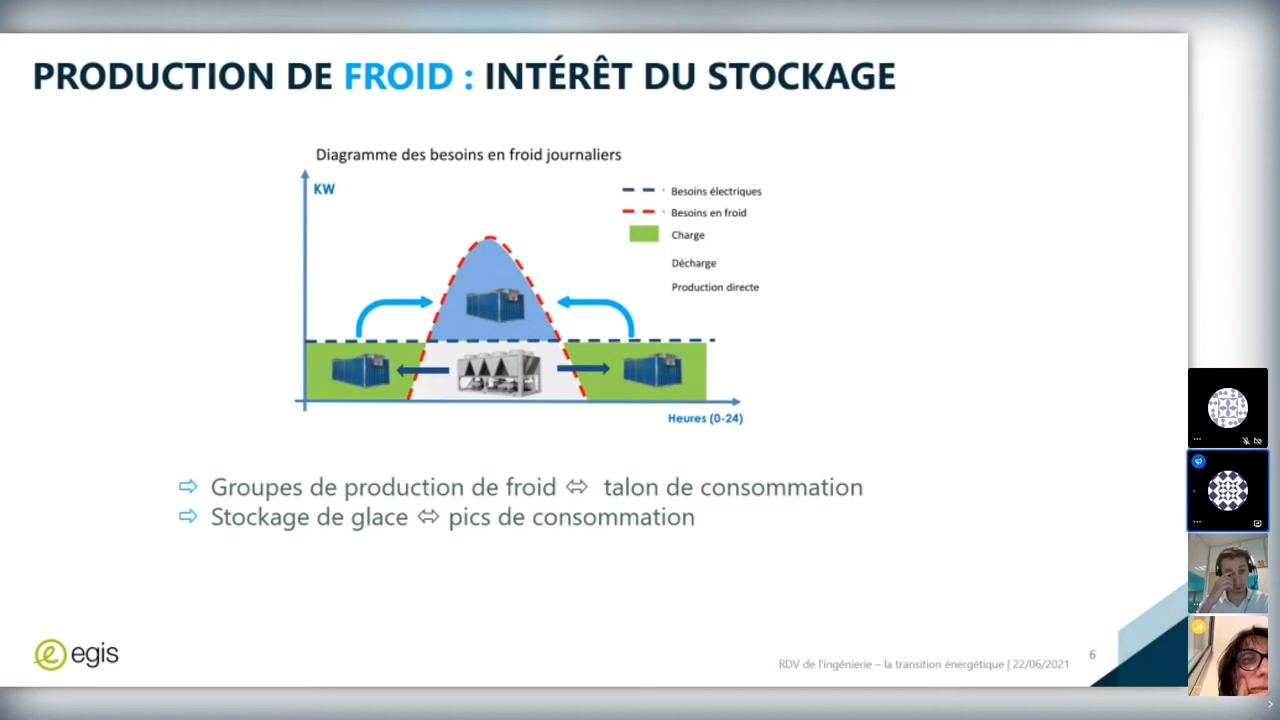 PRODUCTION DE FROID : INTÉRÊT DU STOCKAGE
Diagramme des besoins en froid journaliers
KW
Besoins électriques
Besoins en froid
Charge
Décharge
Production directe
Heures (0-24)
⇨ Groupes de production de froid ⬄ talon de consommation
⇨ Stockage de glace ⬄ pics de consommation
egis
RDV de l'ingénierie – la transition énergétique | 22/06/2021
6